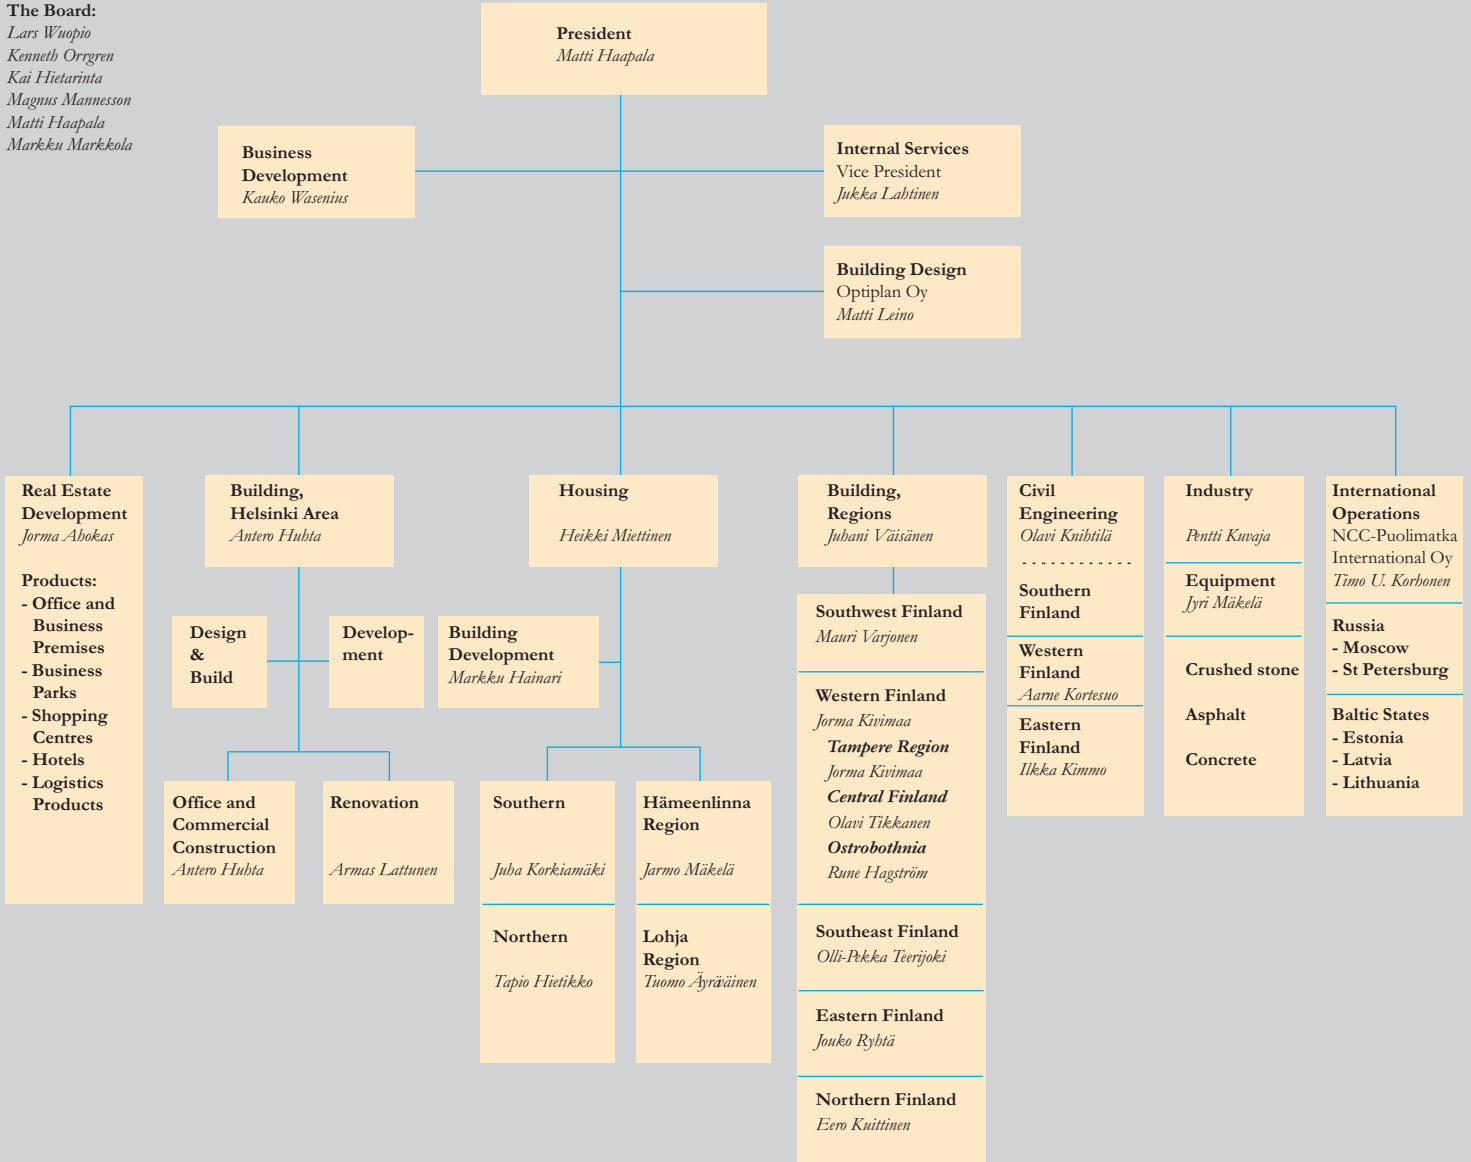 The Board:
Lars Wuopio
Kenneth Orrgren
Kai Hietarinta
Magnus Mannesson
Matti Haapala
Markku Markkola
President
Matti Haapala
Business
Development
Kauko Wasenius
Internal Services
Vice President
Jukka Lahtinen
Building Design
Optiplan Oy
Matti Leino
Real Estate
Development
Jorma Ahokas
Products:
- Office and
Business
Premises
- Business
Parks
- Shopping
Centres
- Hotels
- Logistics
Products
Building,
Helsinki Area
Antero Huhta
Design
&
Build
Develop-
ment
Office and
Commercial
Construction
Antero Huhta
Renovation
Armas Lattunen
Housing
Heikki Miettinen
Building
Development
Markku Hainari
Southern
Juha Korkiamäki
Northern
Tapio Hietikko
Hämeenlinna
Region
Jarmo Mäkelä
Lohja
Region
Tuomo Äyräväinen
Building,
Regions
Juhani Väisänen
Southwest Finland
Mauri Varjonen
Western Finland
Jorma Kivimaa
Tampere Region
Jorma Kivimaa
Central Finland
Olavi Tikkanen
Ostrobothnia
Rune Hagström
Southeast Finland
Olli-Pekka Teerijoki
Eastern Finland
Jouko Ryhtä
Northern Finland
Eero Kuittinen
Civil
Engineering
Olavi Knihtilä
Southern
Finland
Western
Finland
Aarne Kortesuo
Eastern
Finland
Ilkka Kimmo
Industry
Pentti Kuvaja
Equipment
Jyri Mäkelä
Crushed stone
Asphalt
Concrete
International
Operations
NCC-Puolimatka
International Oy
Timo U. Korhonen
Russia
- Moscow
- St Petersburg
Baltic States
- Estonia
- Latvia
- Lithuania